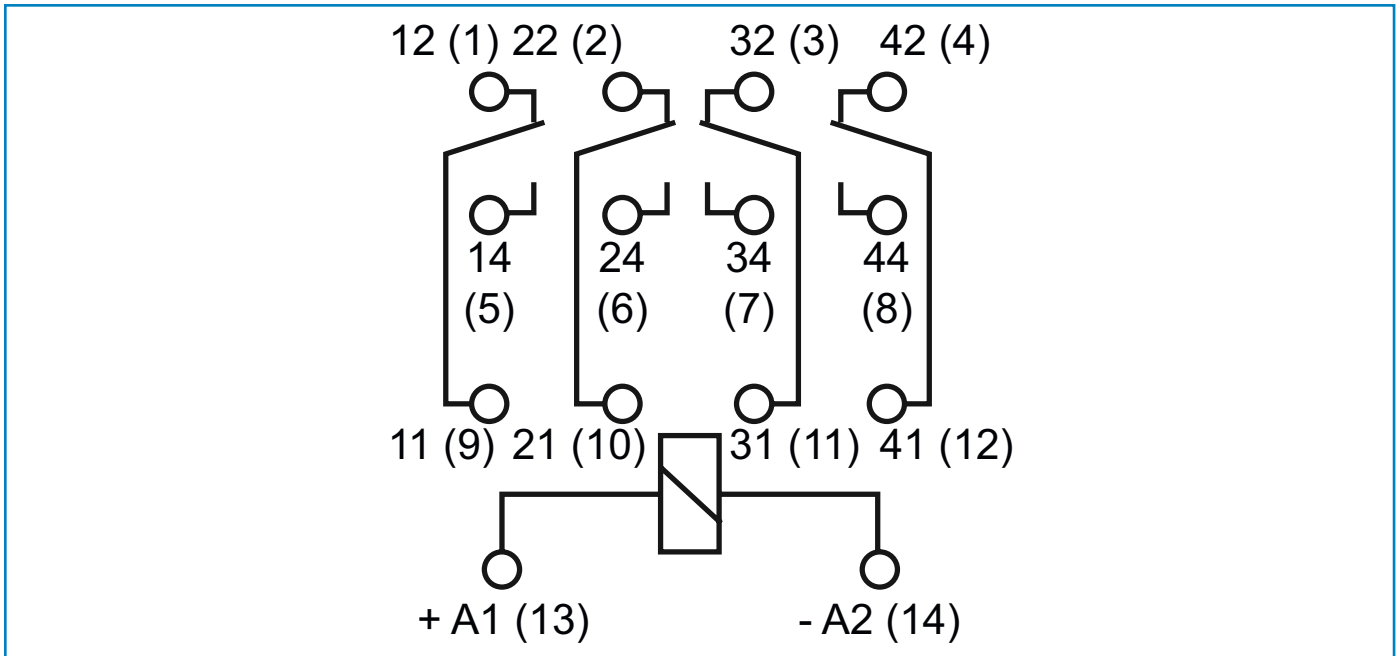 12 (1) 22 (2) 32 (3) 42 (4)
14 24 34 44
(5) (6) (7) (8)
11 (9) 21 (10) 31 (11) 41 (12)
+ A1 (13) - A2 (14)